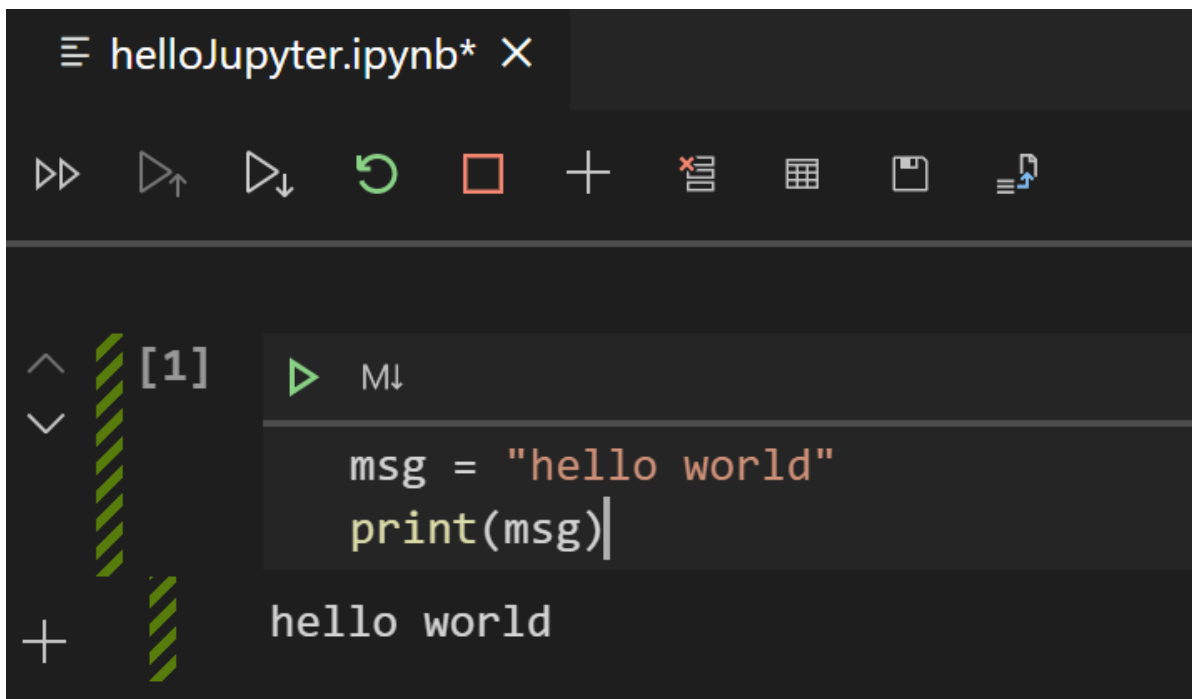 helloJupyter.ipynb*
[1]
M↓
msg = "hello world"
print(msg)
hello world